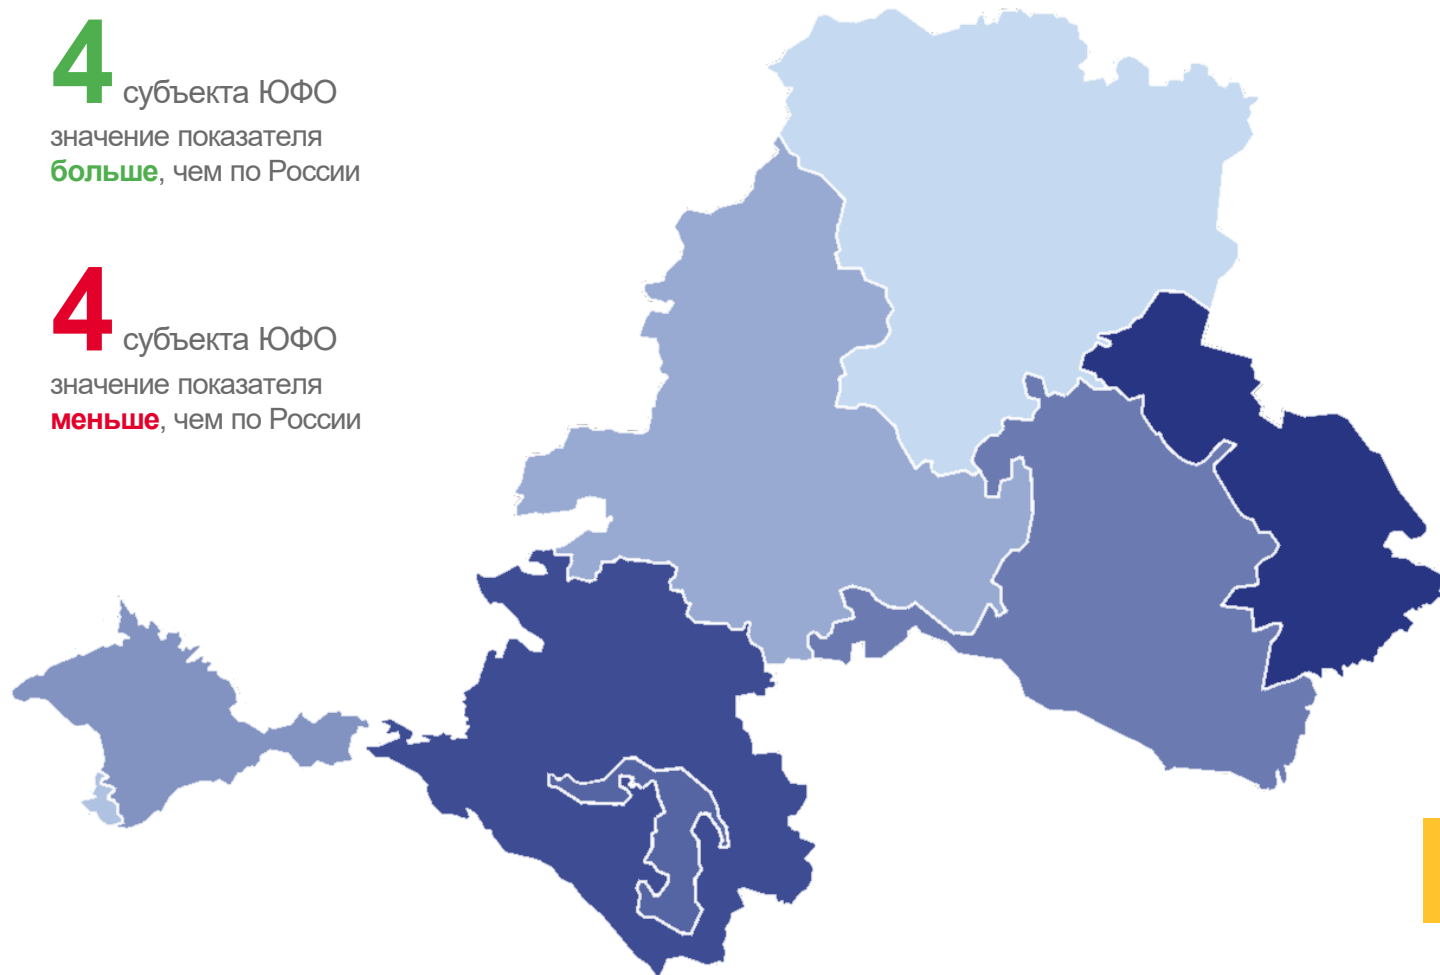 4 субъекта ЮФО
значение показателя
больше, чем по России
4 субъекта ЮФО
значение показателя
меньше, чем по России